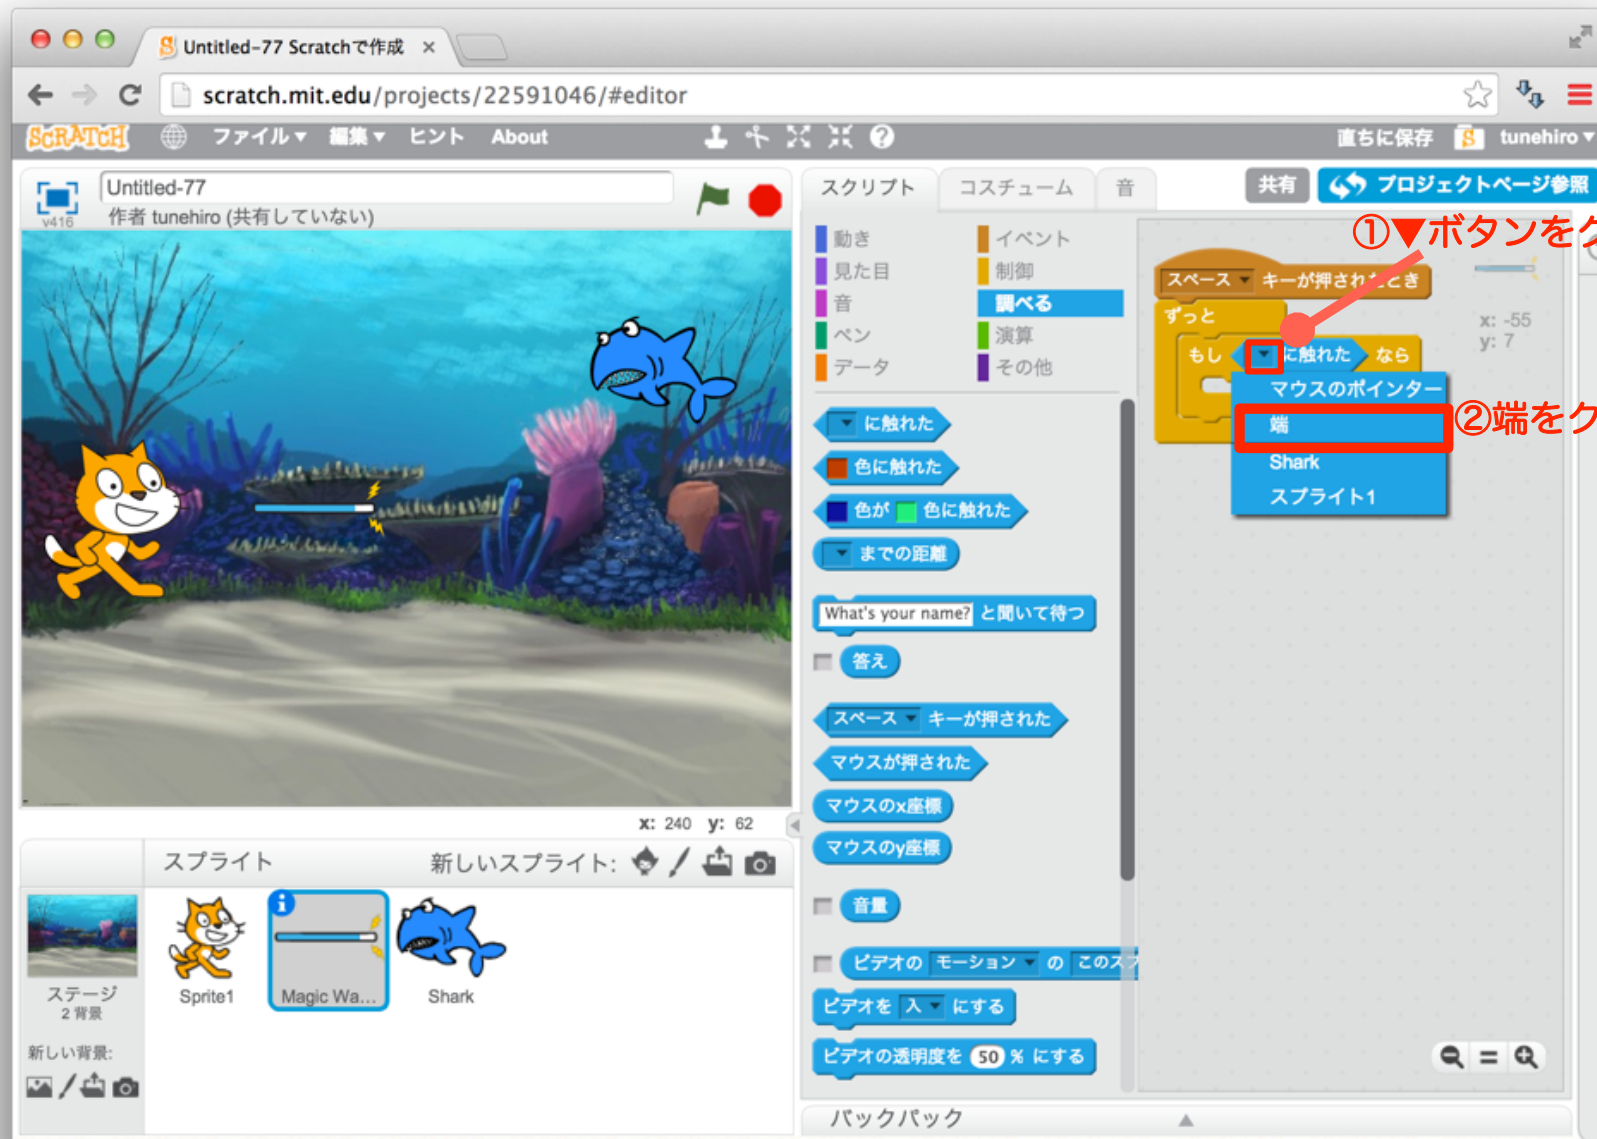 Untitled-77 Scratchで作成
scratch.mit.edu/projects/22591046/#editor
SCRATCH ファイル▼ 編集▼ ヒント About 直ちに保存 tunehiro▼
v416 Untitled-77
作者 tunehiro (共有していない)
スクリプト コスチューム 音 共有 プロジェクトページ参照
動き イベント
見た目 制御
音 調べる
ペン 演算
データ その他
に触れた
色に触れた
色が 色に触れた
までの距離
What's your name? と聞いて待つ
答え
スペース キーが押された
マウスが押された
マウスのx座標
マウスのy座標
音量
ビデオの モーション の このスプ
ビデオを 入 にする
ビデオの透明度を 50 % にする
①▼ボタンをク
スペース キーが押されたとき
ずっと
もし に触れた なら
マウスのポインター
端
Shark
スプライト1
②端をク
x: -55
y: 7
x: 240 y: 62
スプライト 新しいスプライト:
Sprite1 Magic Wa... Shark
ステージ
2 背景
新しい背景:
バックパック